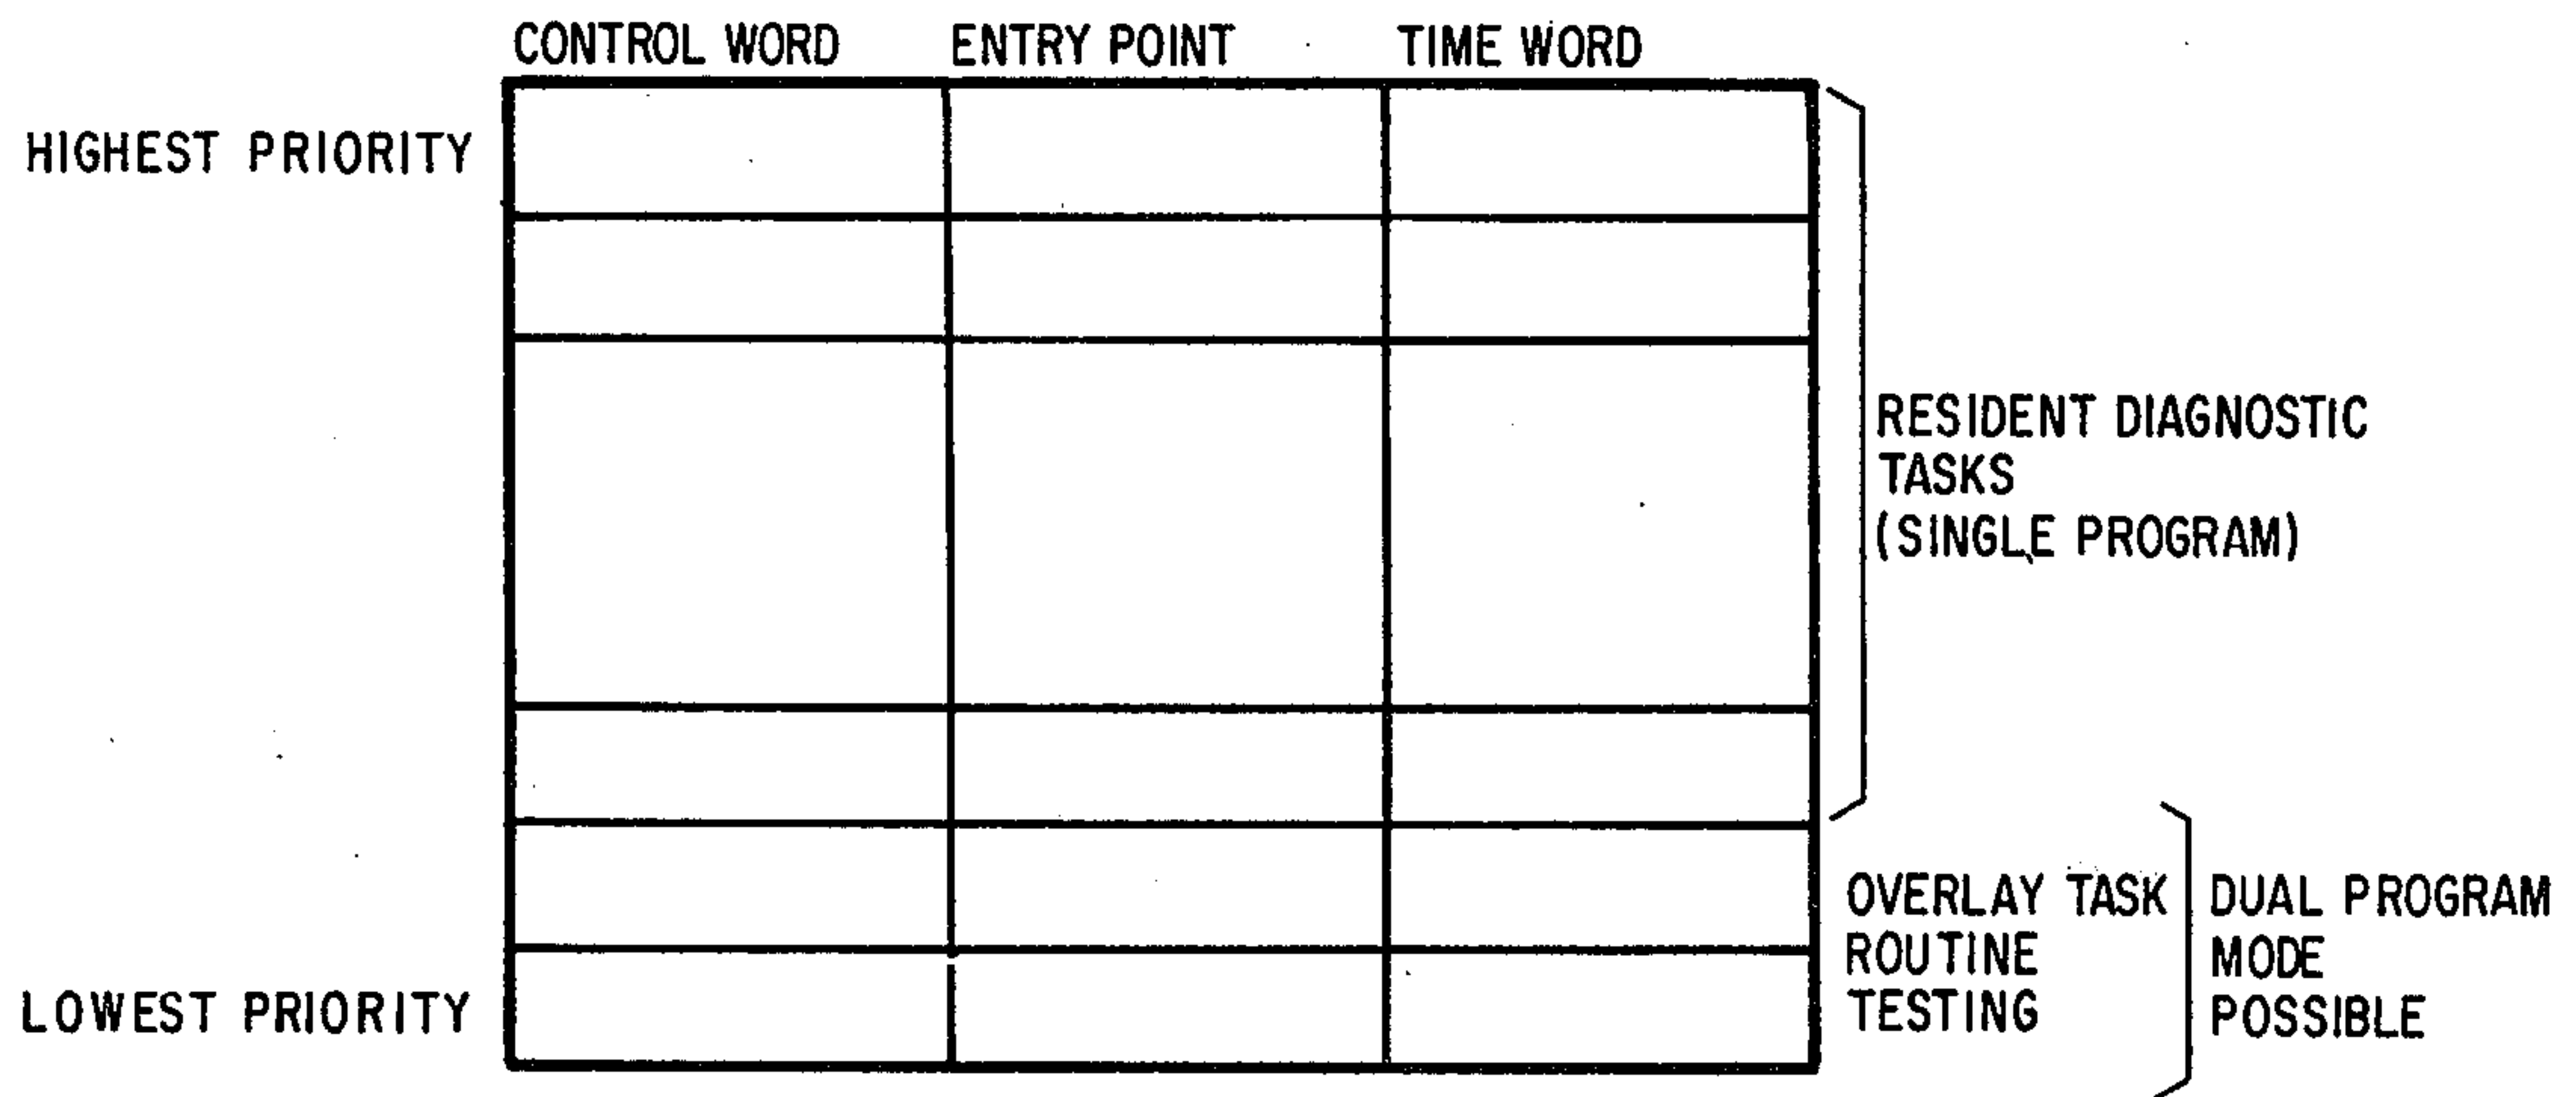 CONTROL WORD ENTRY POINT TIME WORD
HIGHEST PRIORITY
RESIDENT DIAGNOSTIC
TASKS
(SINGLE PROGRAM)
OVERLAY TASK
ROUTINE
TESTING
DUAL PROGRAM
MODE
POSSIBLE
LOWEST PRIORITY